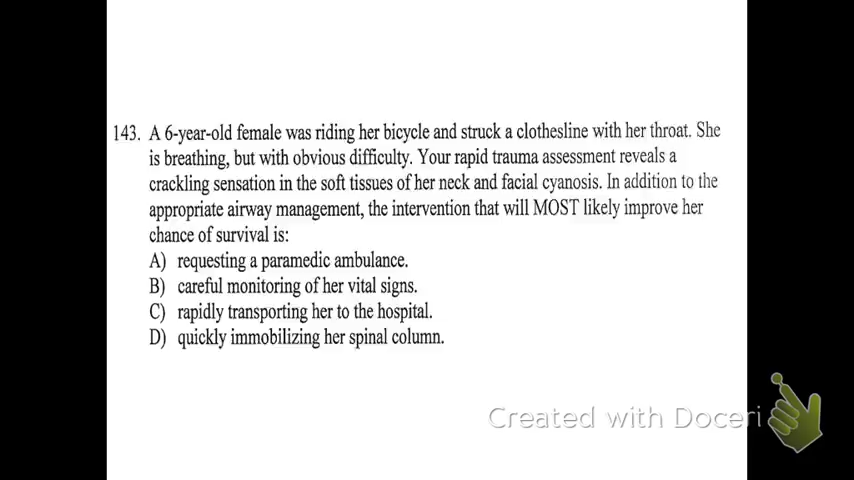 143. A 6-year-old female was riding her bicycle and struck a clothesline with her throat. She
is breathing, but with obvious difficulty. Your rapid trauma assessment reveals a
crackling sensation in the soft tissues of her neck and facial cyanosis. In addition to the
appropriate airway management, the intervention that will MOST likely improve her
chance of survival is:
A) requesting a paramedic ambulance.
B) careful monitoring of her vital signs.
C) rapidly transporting her to the hospital.
D) quickly immobilizing her spinal column.
Created with Doceri